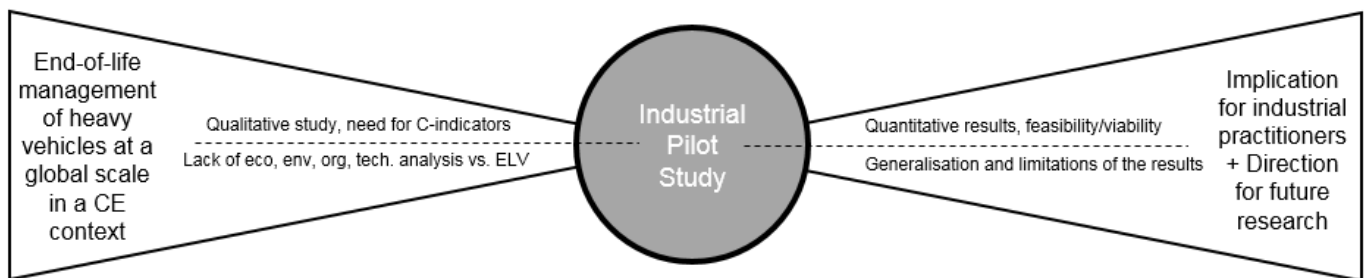 End-of-life
management
of heavy
vehicles at a
global scale
in a CE
context
Qualitative study, need for C-indicators
Lack of eco, env, org, tech. analysis vs. ELV
Industrial
Pilot
Study
Quantitative results, feasibility/viability
Generalisation and limitations of the results
Implication
for industrial
practitioners
+ Direction
for future
research